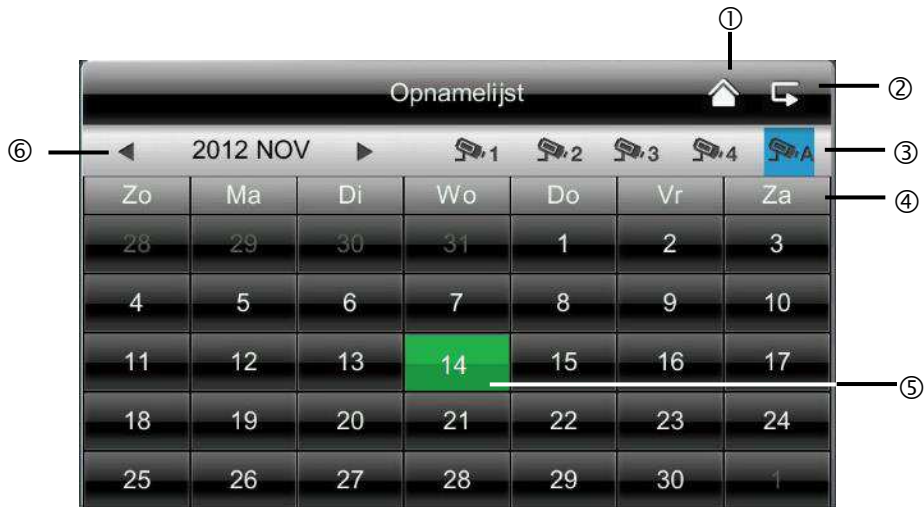 ①
Opnamelijst ②
⑥ 2012 NOV 1 2 3 4 A ③
Zo Ma Di Wo Do Vr Za ④
28 29 30 31 1 2 3
4 5 6 7 8 9 10
11 12 13 14 15 16 17
⑤
18 19 20 21 22 23 24
25 26 27 28 29 30 1